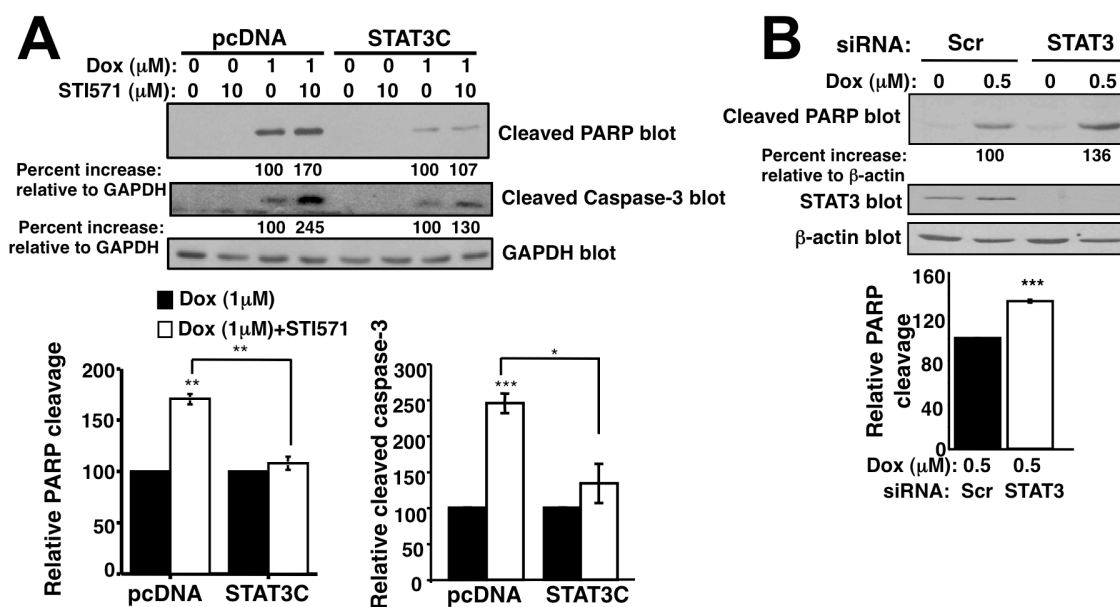 A
pcDNA STAT3C
Dox (μM): 0 0 1 1 0 0 1 1
STI571 (μM): 0 10 0 10 0 10 0 10
Cleaved PARP blot
Percent increase: 100 170 100 107
relative to GAPDH
Cleaved Caspase-3 blot
Percent increase: 100 245 100 130
relative to GAPDH
GAPDH blot
Dox (1μM)
Dox (1μM)+STI571
Relative PARP cleavage
200
150
100
50
0
**
**
pcDNA STAT3C
Relative cleaved caspase-3
300
250
200
150
100
50
0
***
*
pcDNA STAT3C
B
siRNA: Scr STAT3
Dox (μM): 0 0.5 0 0.5
Cleaved PARP blot
Percent increase: 100 136
relative to β-actin
STAT3 blot
β-actin blot
Relative PARP
cleavage
160
120
80
40
0
***
Dox (μM): 0.5 0.5
siRNA: Scr STAT3